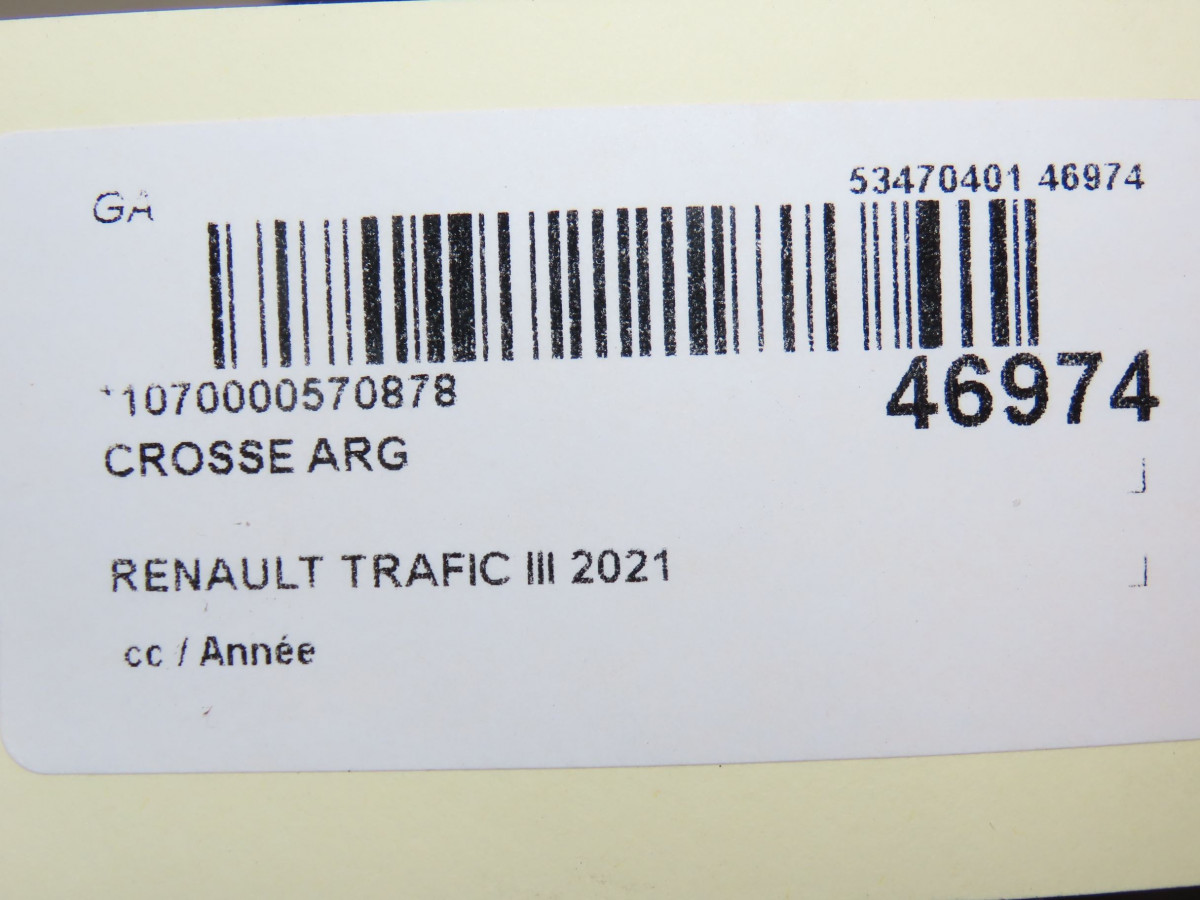 GA
53470401 46974
*1070000570878
46974
CROSSE ARG
RENAULT TRAFIC III 2021
cc / Année